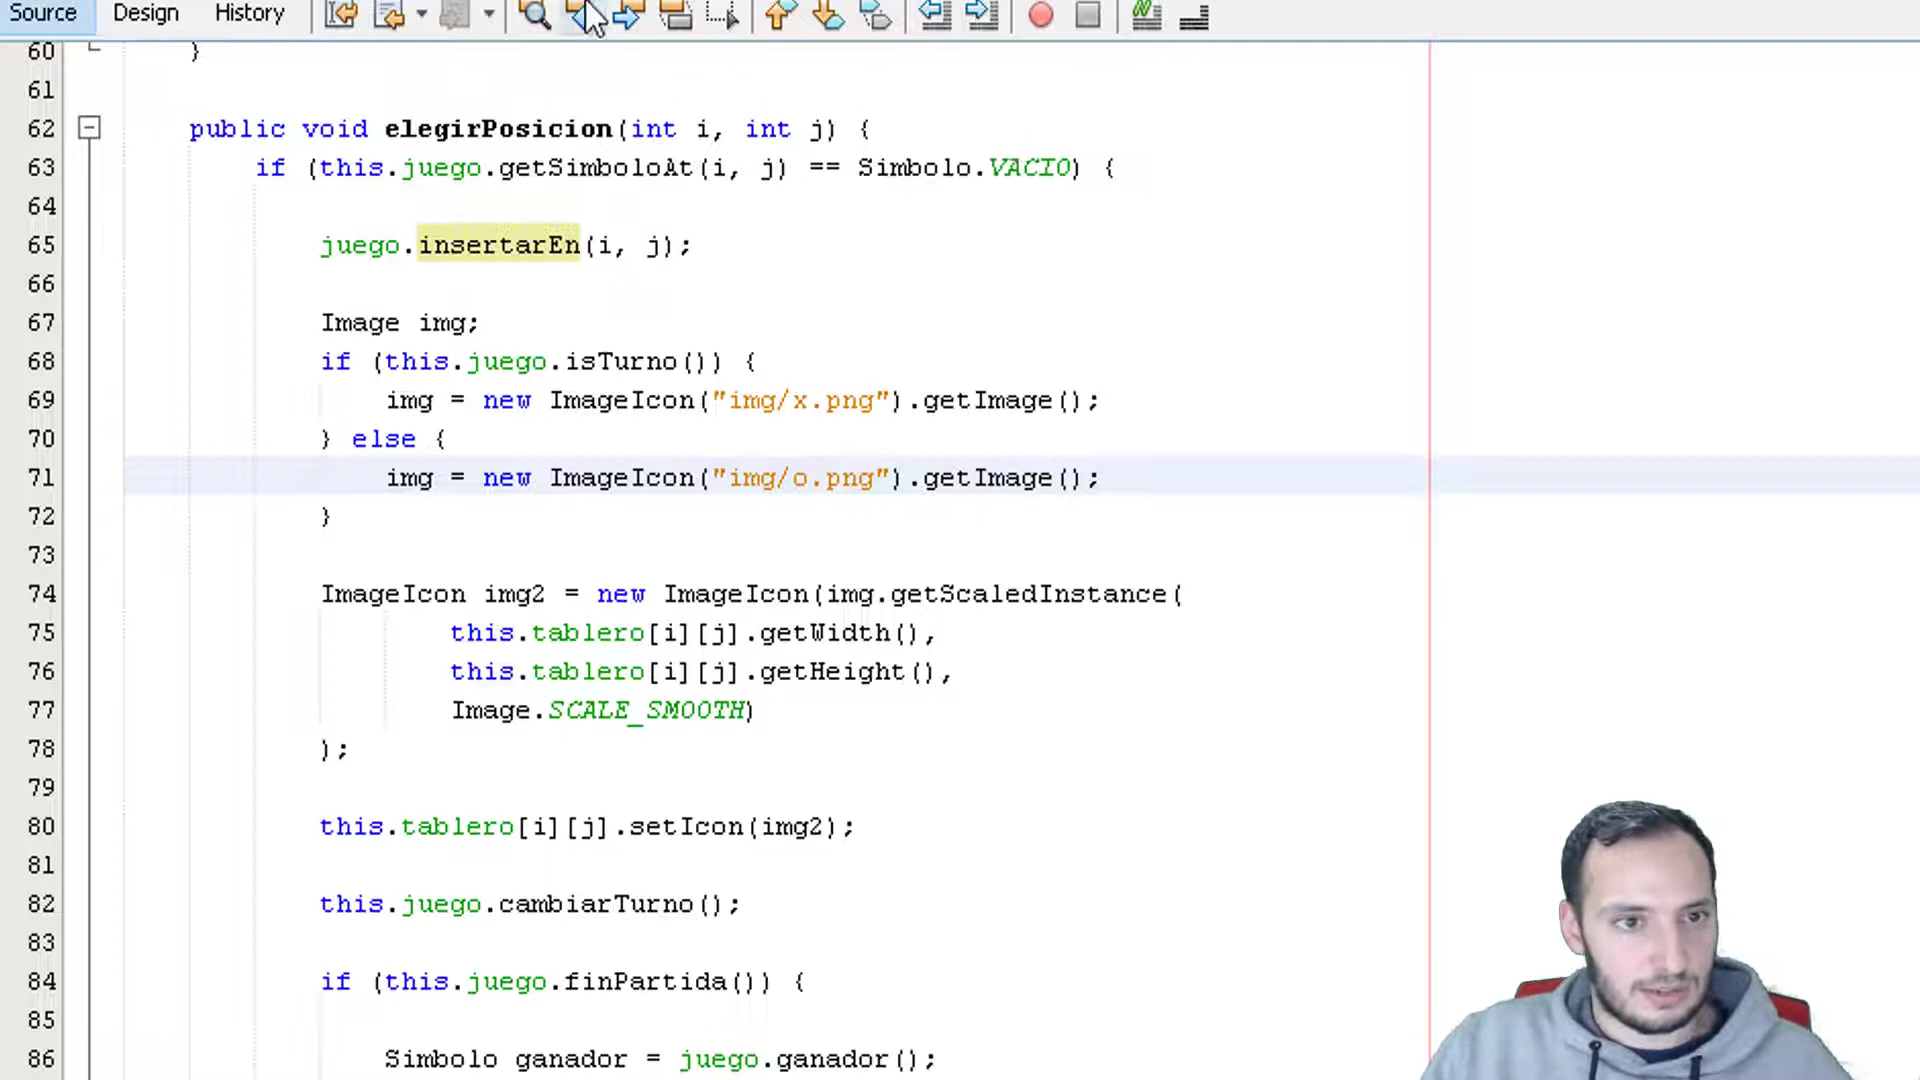 Source Design History
60 }
61
62 public void elegirPosicion(int i, int j) {
63 if (this.juego.getSimboloAt(i, j) == Simbolo.VACIO) {
64
65 juego.insertarEn(i, j);
66
67 Image img;
68 if (this.juego.isTurno()) {
69 img = new ImageIcon("img/x.png").getImage();
70 } else {
71 img = new ImageIcon("img/o.png").getImage();
72 }
73
74 ImageIcon img2 = new ImageIcon(img.getScaledInstance(
75 this.tablero[i][j].getWidth(),
76 this.tablero[i][j].getHeight(),
77 Image.SCALE_SMOOTH)
78 );
79
80 this.tablero[i][j].setIcon(img2);
81
82 this.juego.cambiarTurno();
83
84 if (this.juego.finPartida()) {
85
86 Simbolo ganador = juego.ganador();